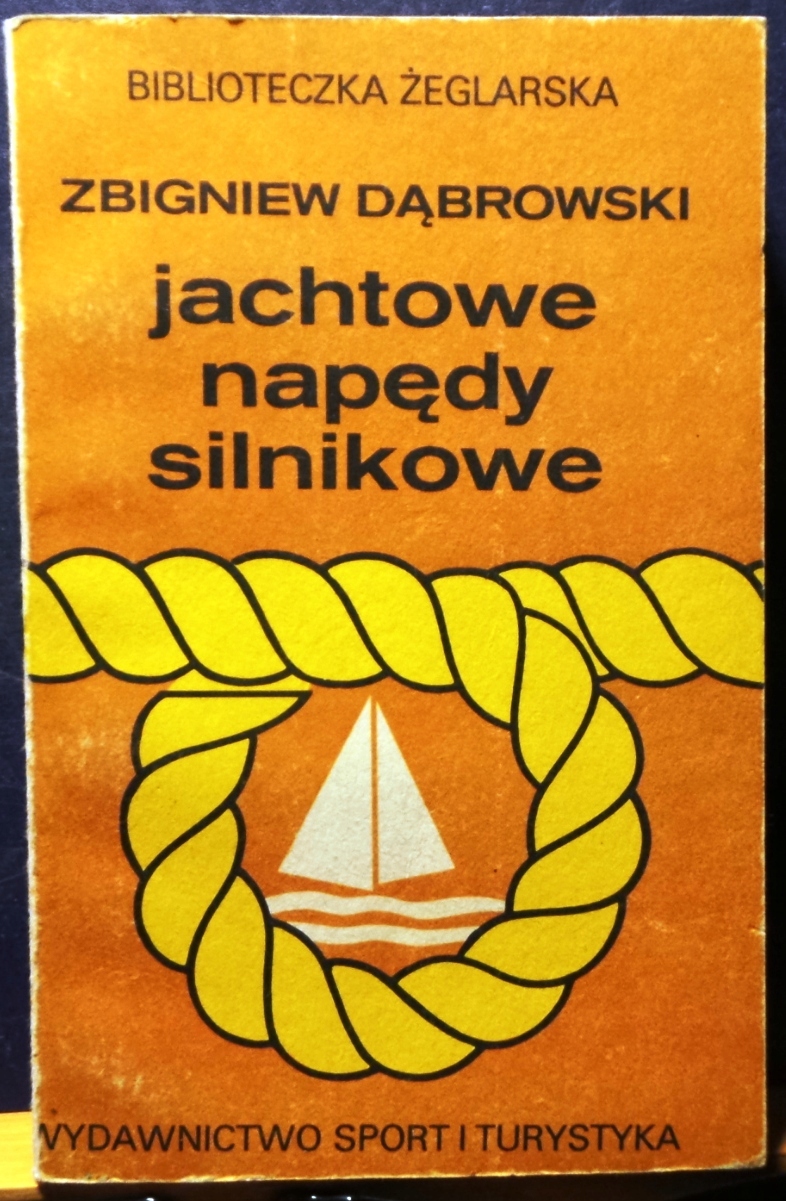 BIBLIOTECZKA ŻEGLARSKA
ZBIGNIEW DĄBROWSKI
jachtowe
napędy
silnikowe
WYDAWNICTWO SPORT I TURYSTYKA